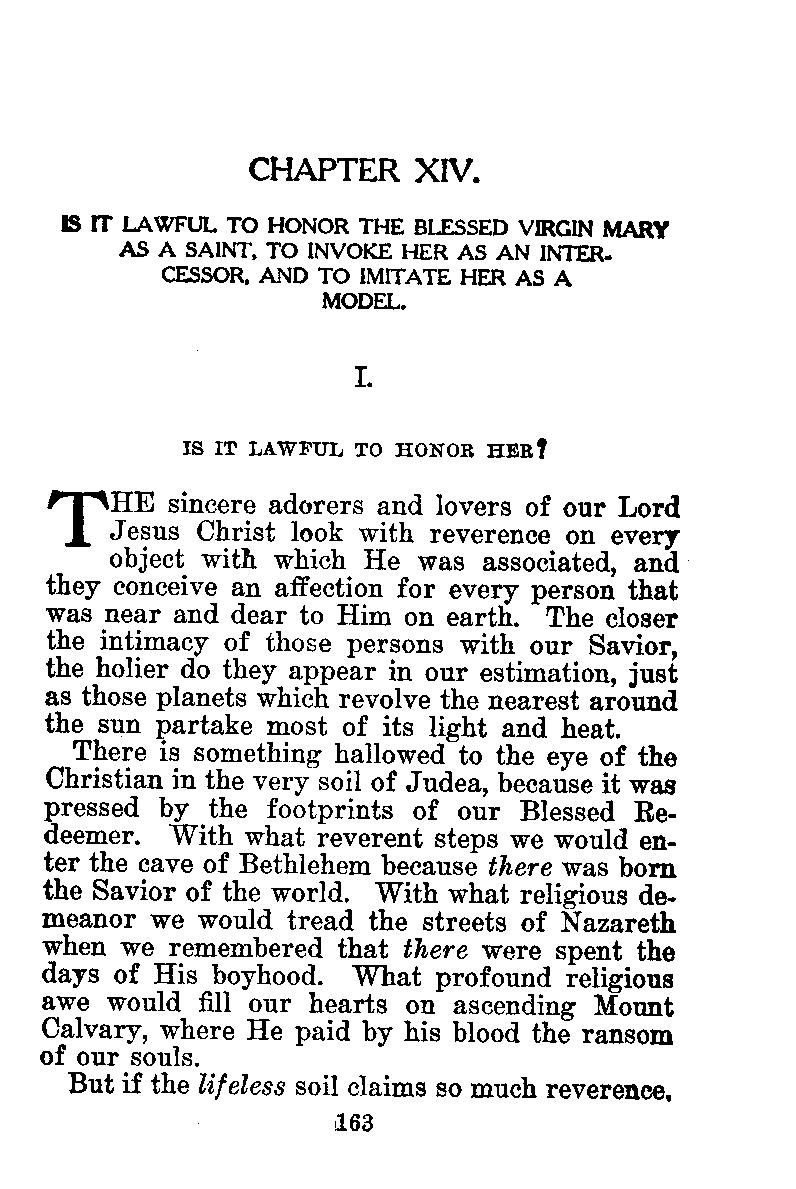 CHAPTER XIV.
IS IT LAWFUL TO HONOR THE BLESSED VIRGIN MARY
AS A SAINT, TO INVOKE HER AS AN INTER-
CESSOR, AND TO IMITATE HER AS A
MODEL.
I.
IS IT LAWFUL TO HONOR HER?
THE sincere adorers and lovers of our Lord
Jesus Christ look with reverence on every
object with which He was associated, and
they conceive an affection for every person that
was near and dear to Him on earth. The closer
the intimacy of those persons with our Savior,
the holier do they appear in our estimation, just
as those planets which revolve the nearest around
the sun partake most of its light and heat.
There is something hallowed to the eye of the
Christian in the very soil of Judea, because it was
pressed by the footprints of our Blessed Re-
deemer. With what reverent steps we would en-
ter the cave of Bethlehem because there was born
the Savior of the world. With what religious de-
meanor we would tread the streets of Nazareth
when we remembered that there were spent the
days of His boyhood. What profound religious
awe would fill our hearts on ascending Mount
Calvary, where He paid by his blood the ransom
of our souls.
But if the lifeless soil claims so much reverence,
163